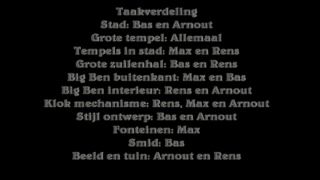 Taakverdeling
Stad: Bas en Arnout
Grote tempel: Allemaal
Tempels in stad: Max en Rens
Grote zuilenhal: Bas en Rens
Big Ben buitenkant: Max en Bas
Big Ben interieur: Rens en Arnout
Klok mechanisme: Rens, Max en Arnout
Stijl ontwerp: Bas en Arnout
Fonteinen: Max
Smid: Bas
Beeld en tuin: Arnout en Rens